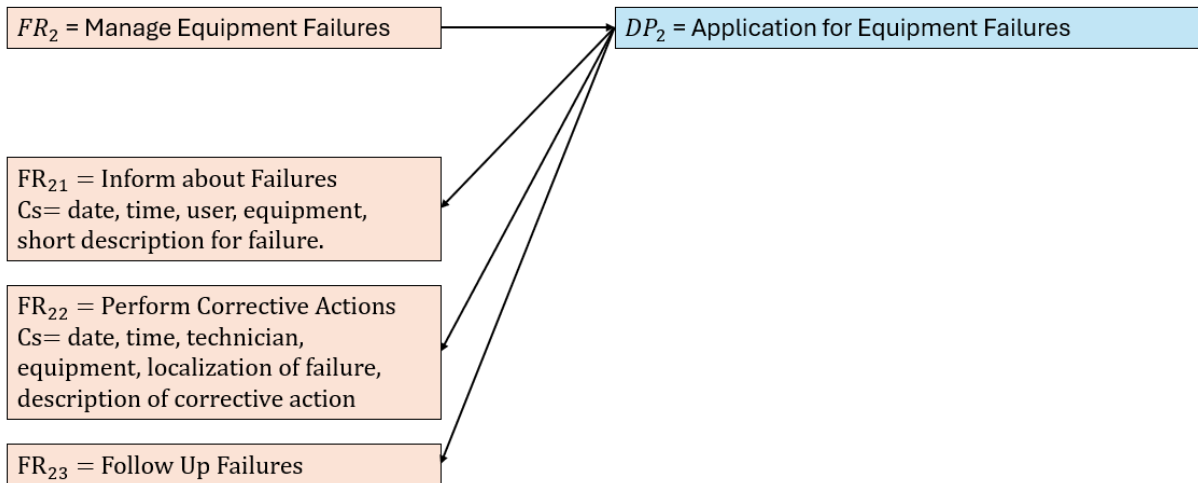 FR₂ = Manage Equipment Failures
DP₂ = Application for Equipment Failures
FR₂₁ = Inform about Failures
Cs= date, time, user, equipment,
short description for failure.
FR₂₂ = Perform Corrective Actions
Cs= date, time, technician,
equipment, localization of failure,
description of corrective action
FR₂₃ = Follow Up Failures